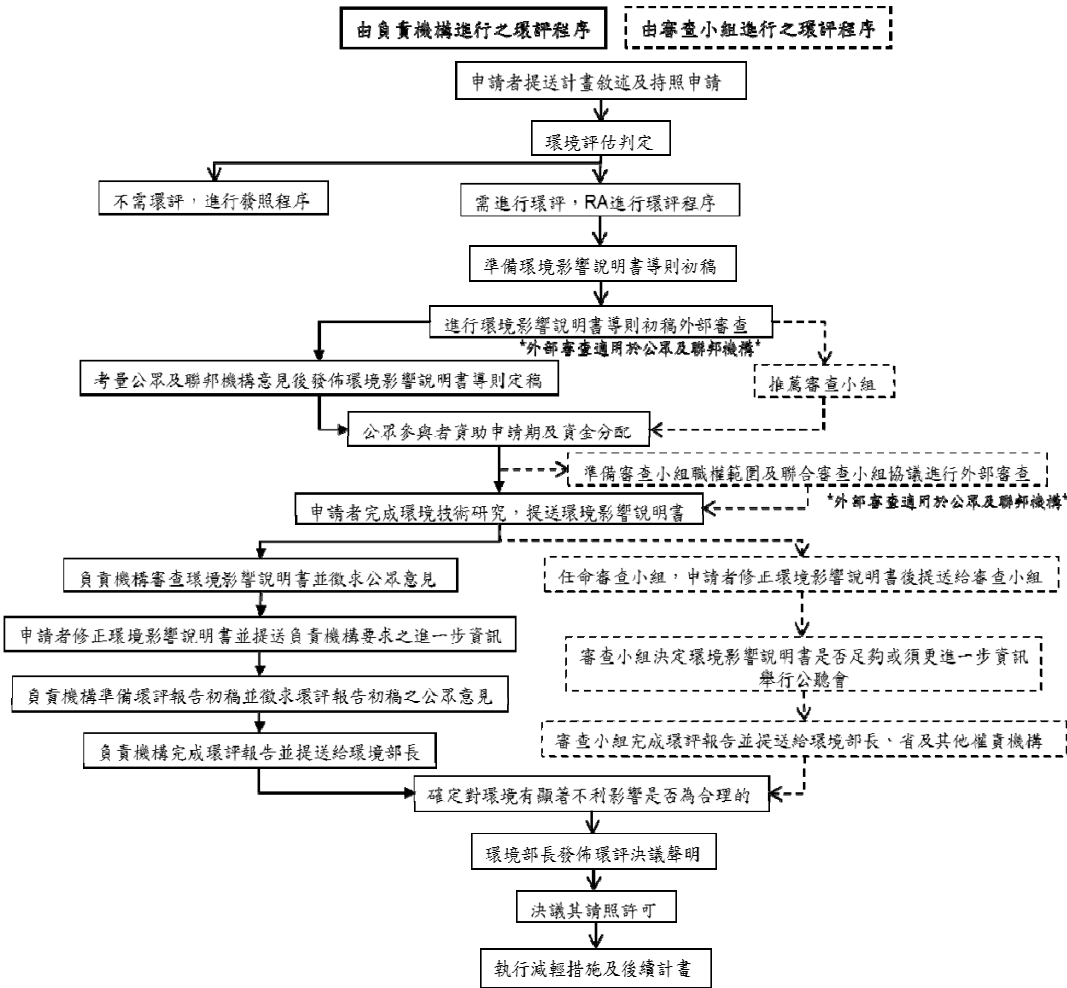 由負責機構進行之環評程序
由審查小組進行之環評程序
申請者提送計畫敘述及持照申請
環境評估判定
不需環評，進行發照程序
需進行環評，RA進行環評程序
準備環境影響說明書導則初稿
進行環境影響說明書導則初稿外部審查
*外部審查適用於公眾及聯邦機構*
考量公眾及聯邦機構意見後發佈環境影響說明書導則定稿
推薦審查小組
公眾參與者資助申請期及資金分配
準備審查小組職權範圍及聯合審查小組協議進行外部審查
*外部審查適用於公眾及聯邦機構*
申請者完成環境技術研究，提送環境影響說明書
負責機構審查環境影響說明書並徵求公眾意見
任命審查小組，申請者修正環境影響說明書後提送給審查小組
申請者修正環境影響說明書並提送負責機構要求之進一步資訊
審查小組決定環境影響說明書是否足夠或須更進一步資訊
舉行公聽會
負責機構準備環評報告初稿並徵求環評報告初稿之公眾意見
負責機構完成環評報告並提送給環境部長
審查小組完成環評報告並提送給環境部長、省及其他權責機構
確定對環境有顯著不利影響是否為合理的
環境部長發佈環評決議聲明
決議其請照許可
執行減輕措施及後續計畫